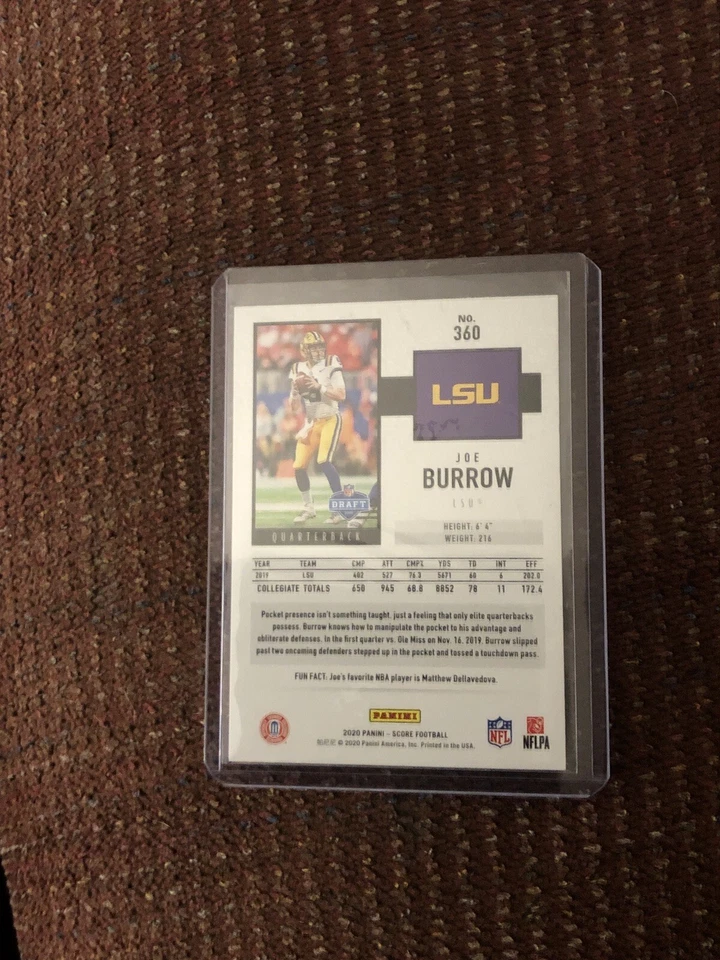 NO.
360
LSU
JOE
BURROW
LSU®
DRAFT
QUARTERBACK
HEIGHT: 6' 4"
WEIGHT: 216
YEAR TEAM CMP ATT CMP% YDS TD INT EFF
2019 LSU 402 527 76.3 5671 60 6 202.0
COLLEGIATE TOTALS 650 945 68.8 8852 78 11 172.4
Pocket presence isn't something taught, just a feeling that only elite quarterbacks
possess. Burrow knows how to manipulate the pocket to his advantage and
obliterate defenses. In the first quarter vs. Ole Miss on Nov. 16, 2019, Burrow slipped
past two oncoming defenders stepped up in the pocket and tossed a touchdown pass.
FUN FACT: Joe's favorite NBA player is Matthew Dellavedova.
PANINI
2020 PANINI - SCORE FOOTBALL
© 2020 Panini America, Inc. Printed in the USA.
NFL
NFLPA